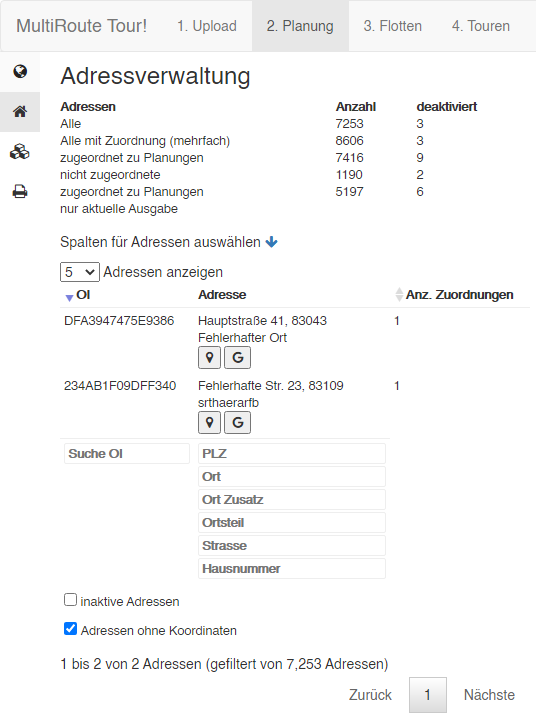 MultiRoute Tour! 1. Upload 2. Planung 3. Flotten 4. Touren
Adressverwaltung
Adressen Anzahl deaktiviert
Alle 7253 3
Alle mit Zuordnung (mehrfach) 8606 3
zugeordnet zu Planungen 7416 9
nicht zugeordnete 1190 2
zugeordnet zu Planungen 5197 6
nur aktuelle Ausgabe
Spalten für Adressen auswählen
5 Adressen anzeigen
OI Adresse Anz. Zuordnungen
DFA3947475E9386 Hauptstraße 41, 83043 1
Fehlerhafter Ort
G
234AB1F09DFF340 Fehlerhafte Str. 23, 83109 1
srthaerarfb
G
Suche OI PLZ
Ort
Ort Zusatz
Ortsteil
Strasse
Hausnummer
inaktive Adressen
Adressen ohne Koordinaten
1 bis 2 von 2 Adressen (gefiltert von 7,253 Adressen)
Zurück 1 Nächste